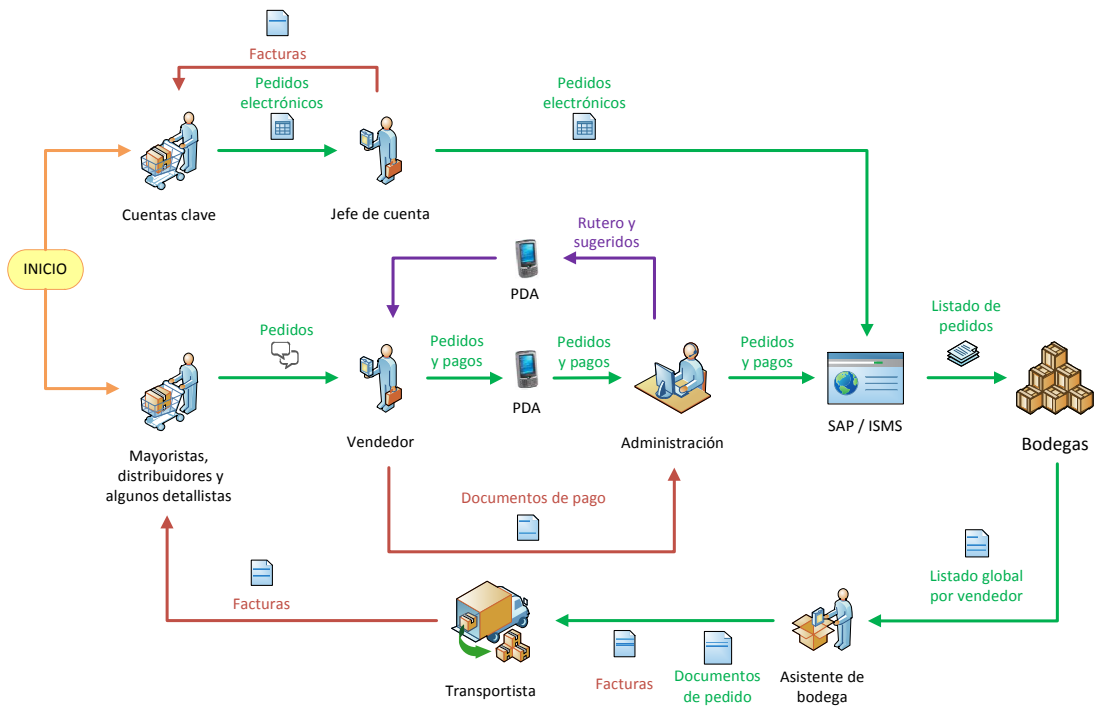 Facturas
Pedidos
electrónicos
Pedidos
electrónicos
Cuentas clave
Jefe de cuenta
INICIO
Rutero y
sugeridos
PDA
Pedidos
Pedidos
y pagos
Pedidos
y pagos
Pedidos
y pagos
Listado de
pedidos
PDA
Mayoristas,
distribuidores y
algunos detallistas
Vendedor
Administración
SAP / ISMS
Bodegas
Documentos de pago
Listado global
por vendedor
Facturas
Transportista
Facturas
Documentos
de pedido
Asistente de
bodega